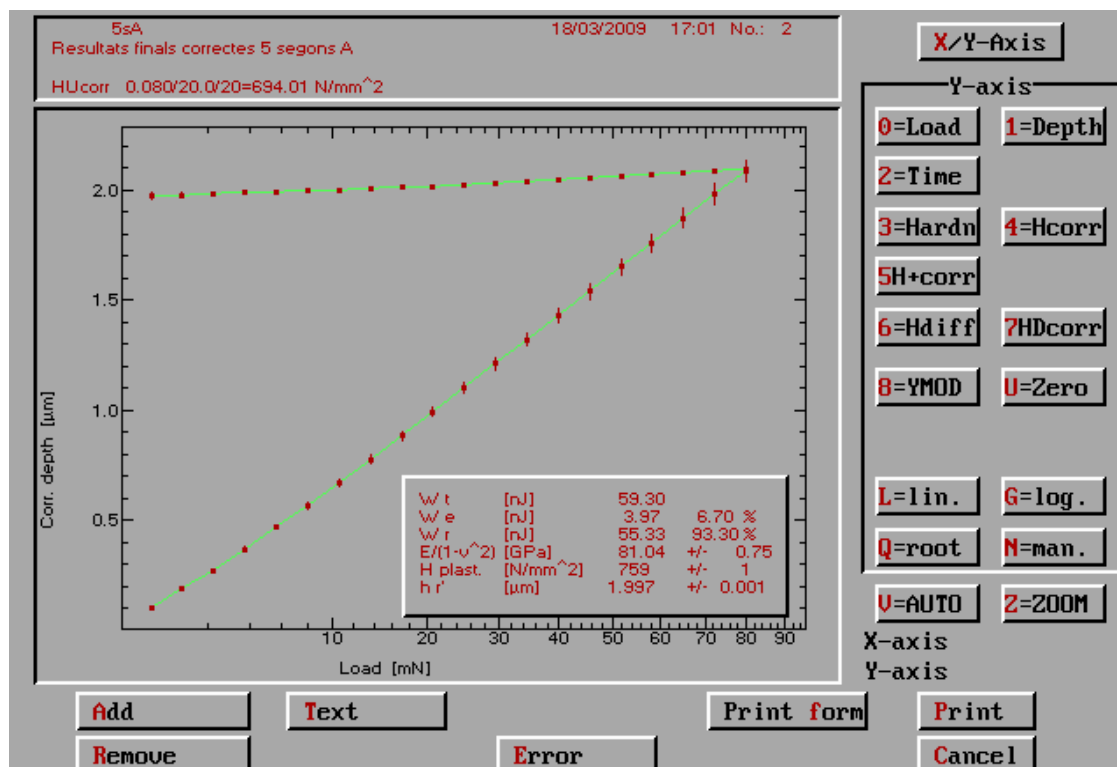 5sA 18/03/2009 17:01 No.: 2
Resultats finals correctes 5 segons A
HUcorr 0.080/20.0/20=694.01 N/mm^2
X/Y-Axis
Y-axis
0=Load 1=Depth
2=Time
3=Hardn 4=Hcorr
5H+corr
6=Hdiff 7HDcorr
8=YMOD U=Zero
L=lin. G=log.
Q=root N=man.
V=AUTO Z=ZOOM
X-axis
Y-axis
Corr. depth [µm]
2.0
1.5
1.0
0.5
W t [nJ] 59.30
W e [nJ] 3.97 6.70 %
W r [nJ] 55.33 93.30 %
E/(1-v^2) [GPa] 81.04 +/- 0.75
H plast. [N/mm^2] 759 +/- 1
h r' [µm] 1.997 +/- 0.001
10 20 30 40 50 60 70 80 90
Load [mN]
Add Text Print form Print
Remove Error Cancel